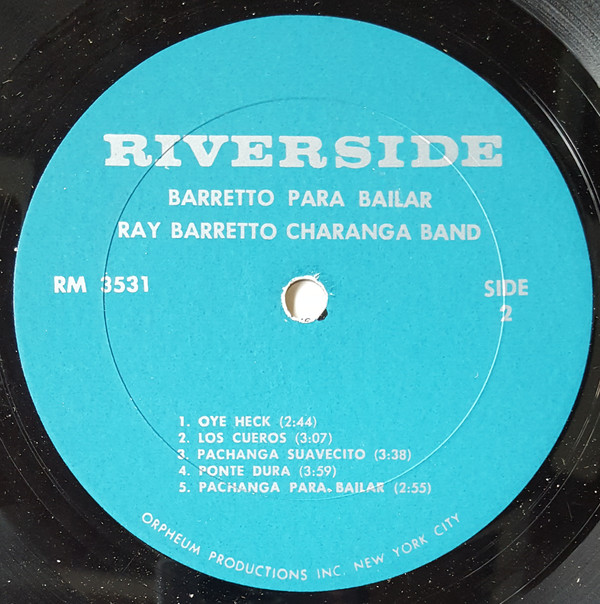 RIVERSIDE
BARRETTO PARA BAILAR
RAY BARRETTO CHARANGA BAND
RM 3531
SIDE
2
1. OYE HECK (2:44)
2. LOS CUEROS (3:07)
3. PACHANGA SUAVECITO (3:38)
4. PONTE DURA (3:59)
5. PACHANGA PARA BAILAR (2:55)
ORPHEUM PRODUCTIONS INC. NEW YORK CITY